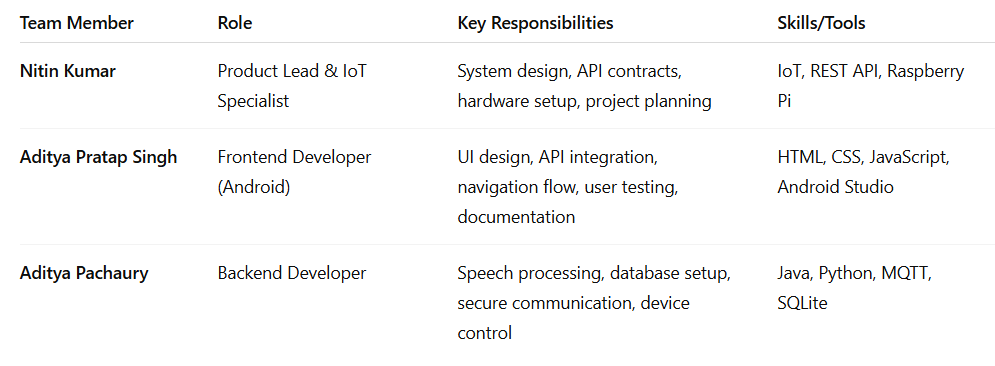 Team Member Role Key Responsibilities Skills/Tools
Nitin Kumar Product Lead & IoT System design, API contracts, IoT, REST API, Raspberry
Specialist hardware setup, project planning Pi
Aditya Pratap Singh Frontend Developer UI design, API integration, HTML, CSS, JavaScript,
(Android) navigation flow, user testing, Android Studio
documentation
Aditya Pachaury Backend Developer Speech processing, database setup, Java, Python, MQTT,
secure communication, device SQLite
control